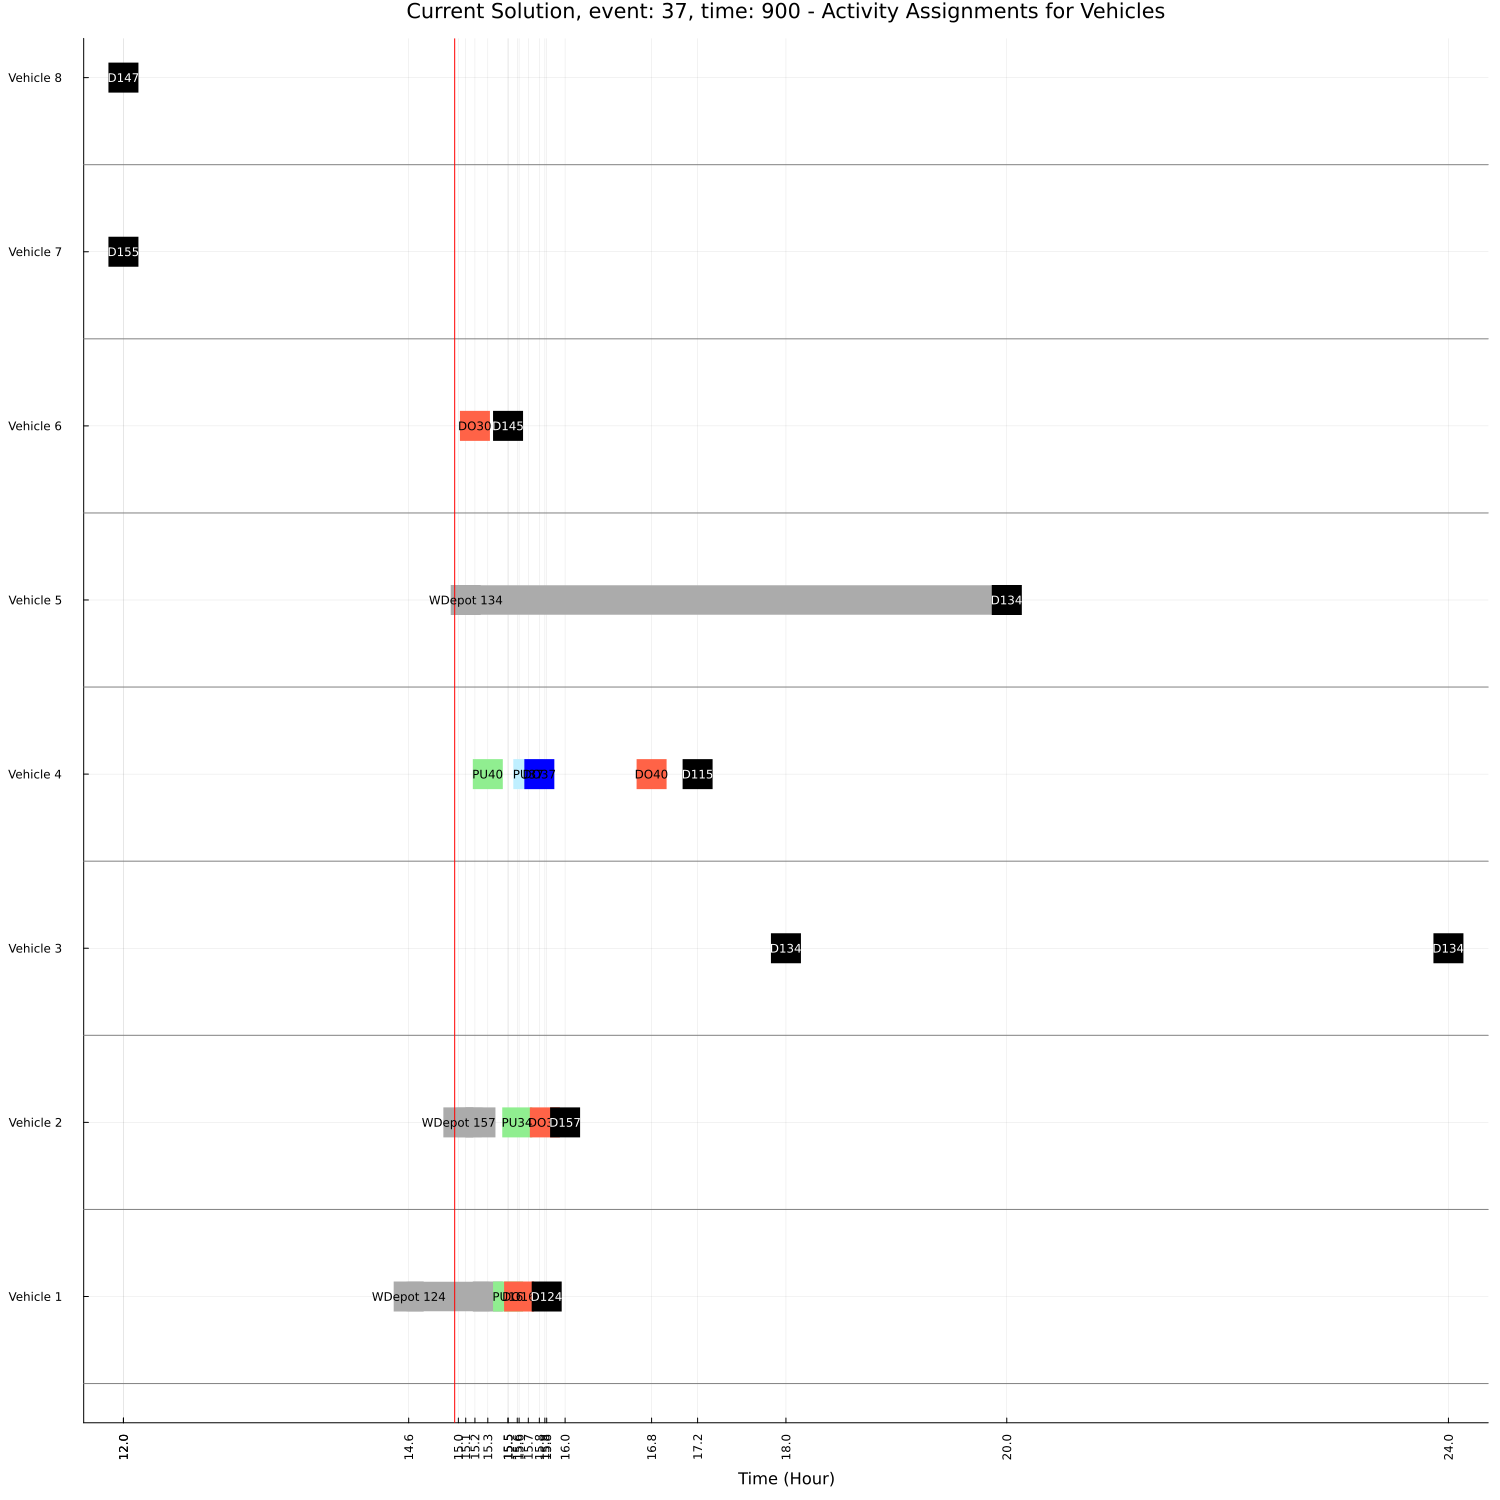 Current Solution, event: 37, time: 900 - Activity Assignments for Vehicles
Vehicle 8
D147
Vehicle 7
D155
Vehicle 6
DO30
D145
Vehicle 5
WDepot 134
D134
Vehicle 4
PU40
DO40
D115
Vehicle 3
D134
D134
Vehicle 2
WDepot 157
PU34
D157
Vehicle 1
WDepot 124
D124
12.0
14.6
15.0
15.1
15.2
15.3
15.5
15.7
15.8
16.0
16.8
17.2
18.0
20.0
24.0
Time (Hour)